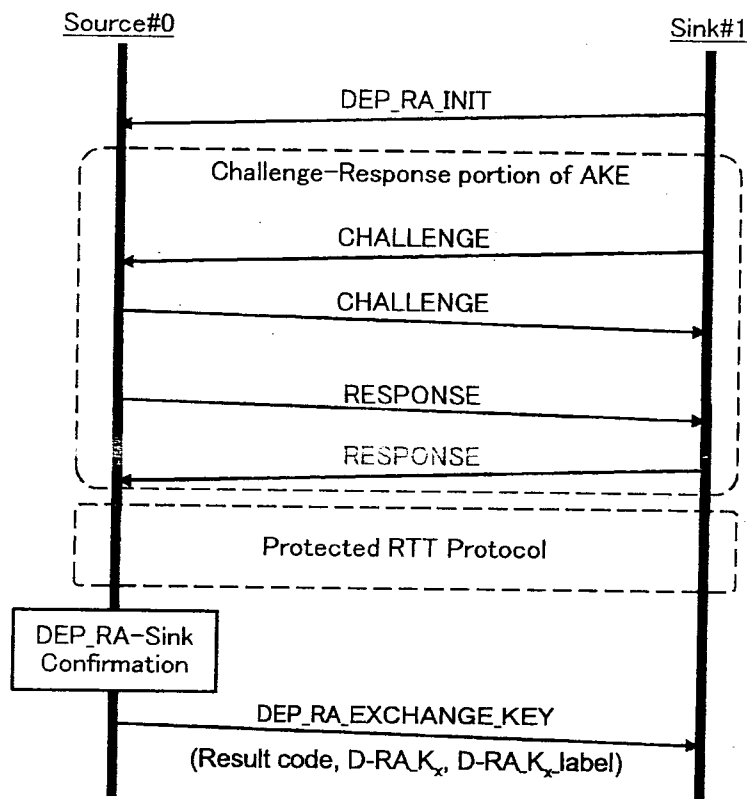 Source#0
Sink#1
DEP_RA_INIT
Challenge-Response portion of AKE
CHALLENGE
CHALLENGE
RESPONSE
RESPONSE
Protected RTT Protocol
DEP_RA-Sink
Confirmation
DEP_RA_EXCHANGE_KEY
(Result code, D-RA_Kx, D-RA_Kx_label)